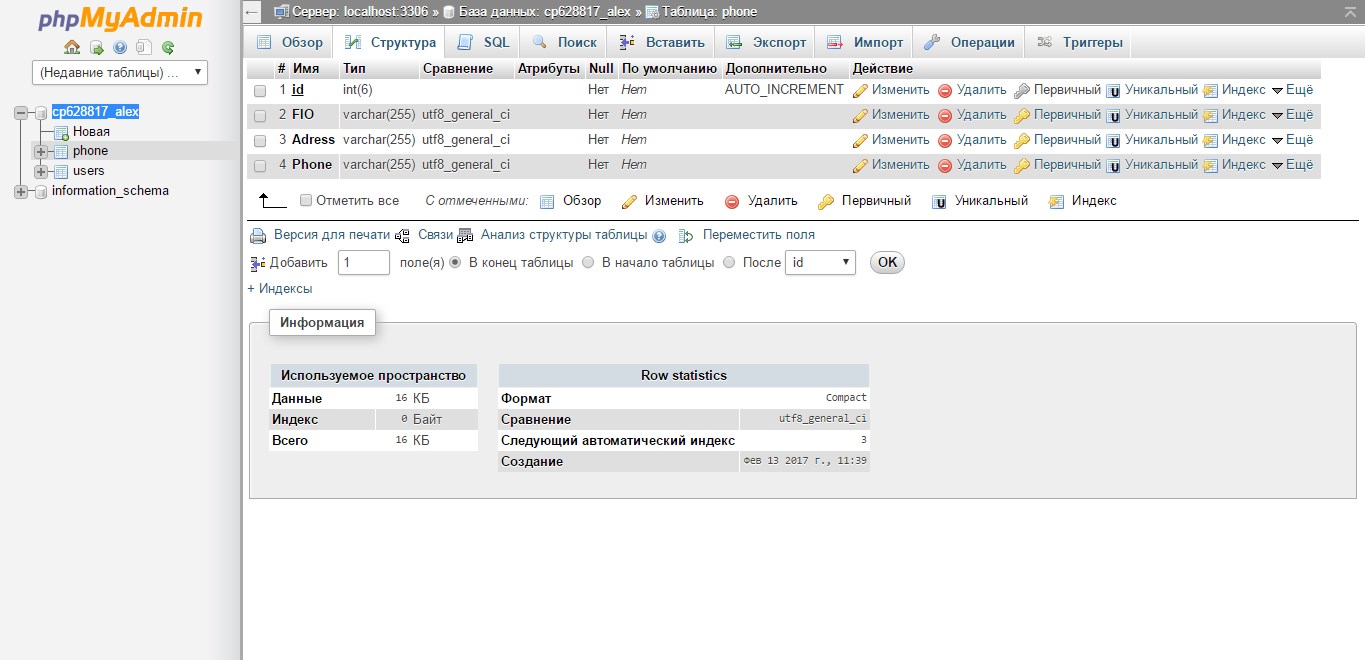 phpMyAdmin
(Недавние таблицы) ...
cp628817_alex
Новая
phone
users
information_schema
Сервер: localhost:3306 » База данных: cp628817_alex » Таблица: phone
Обзор Структура SQL Поиск Вставить Экспорт Импорт Операции Триггеры
# Имя Тип Сравнение Атрибуты Null По умолчанию Дополнительно Действие
1 id int(6) Нет Нет AUTO_INCREMENT Изменить Удалить Первичный Уникальный Индекс Ещё
2 FIO varchar(255) utf8_general_ci Нет Нет Изменить Удалить Первичный Уникальный Индекс Ещё
3 Adress varchar(255) utf8_general_ci Нет Нет Изменить Удалить Первичный Уникальный Индекс Ещё
4 Phone varchar(255) utf8_general_ci Нет Нет Изменить Удалить Первичный Уникальный Индекс Ещё
Отметить все С отмеченными: Обзор Изменить Удалить Первичный Уникальный Индекс
Версия для печати Связи Анализ структуры таблицы Переместить поля
Добавить 1 поле(я) В конец таблицы В начало таблицы После id OK
+ Индексы
Информация
Используемое пространство
Данные 16 КБ
Индекс 0 Байт
Всего 16 КБ
Row statistics
Формат Compact
Сравнение utf8_general_ci
Следующий автоматический индекс 3
Создание Фев 13 2017 г., 11:39